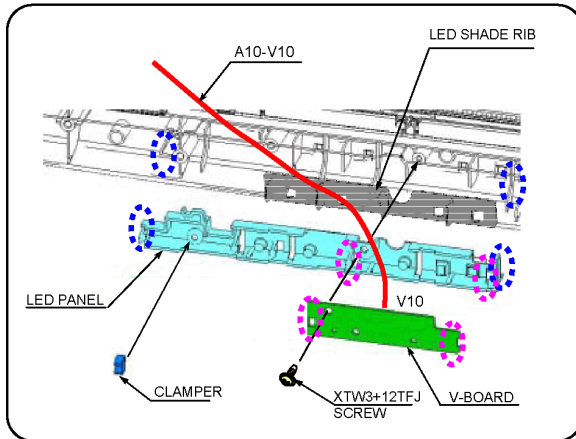 LED SHADE RIB
A10-V10
LED PANEL
V10
CLAMPER
XTW3+12TFJ
SCREW
V-BOARD